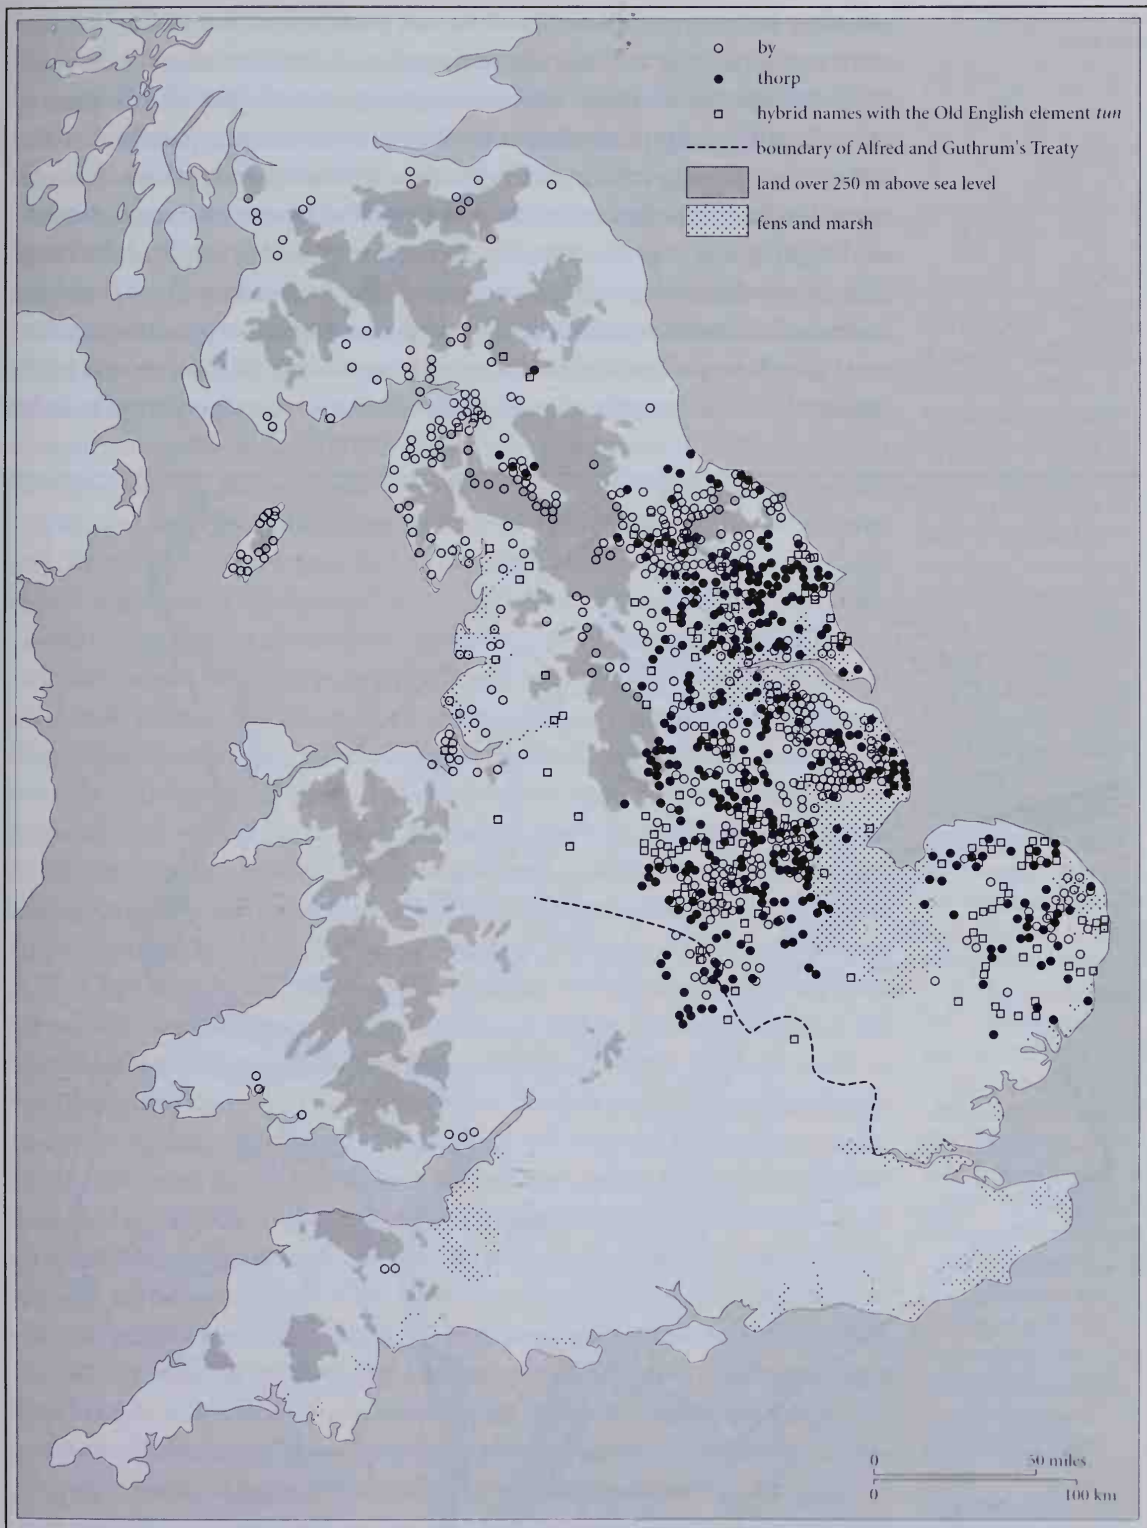 by
thorp
hybrid names with the Old English element tun
boundary of Alfred and Guthrum's Treaty
land over 250 m above sea level
fens and marsh
0 50 miles
0 100 km